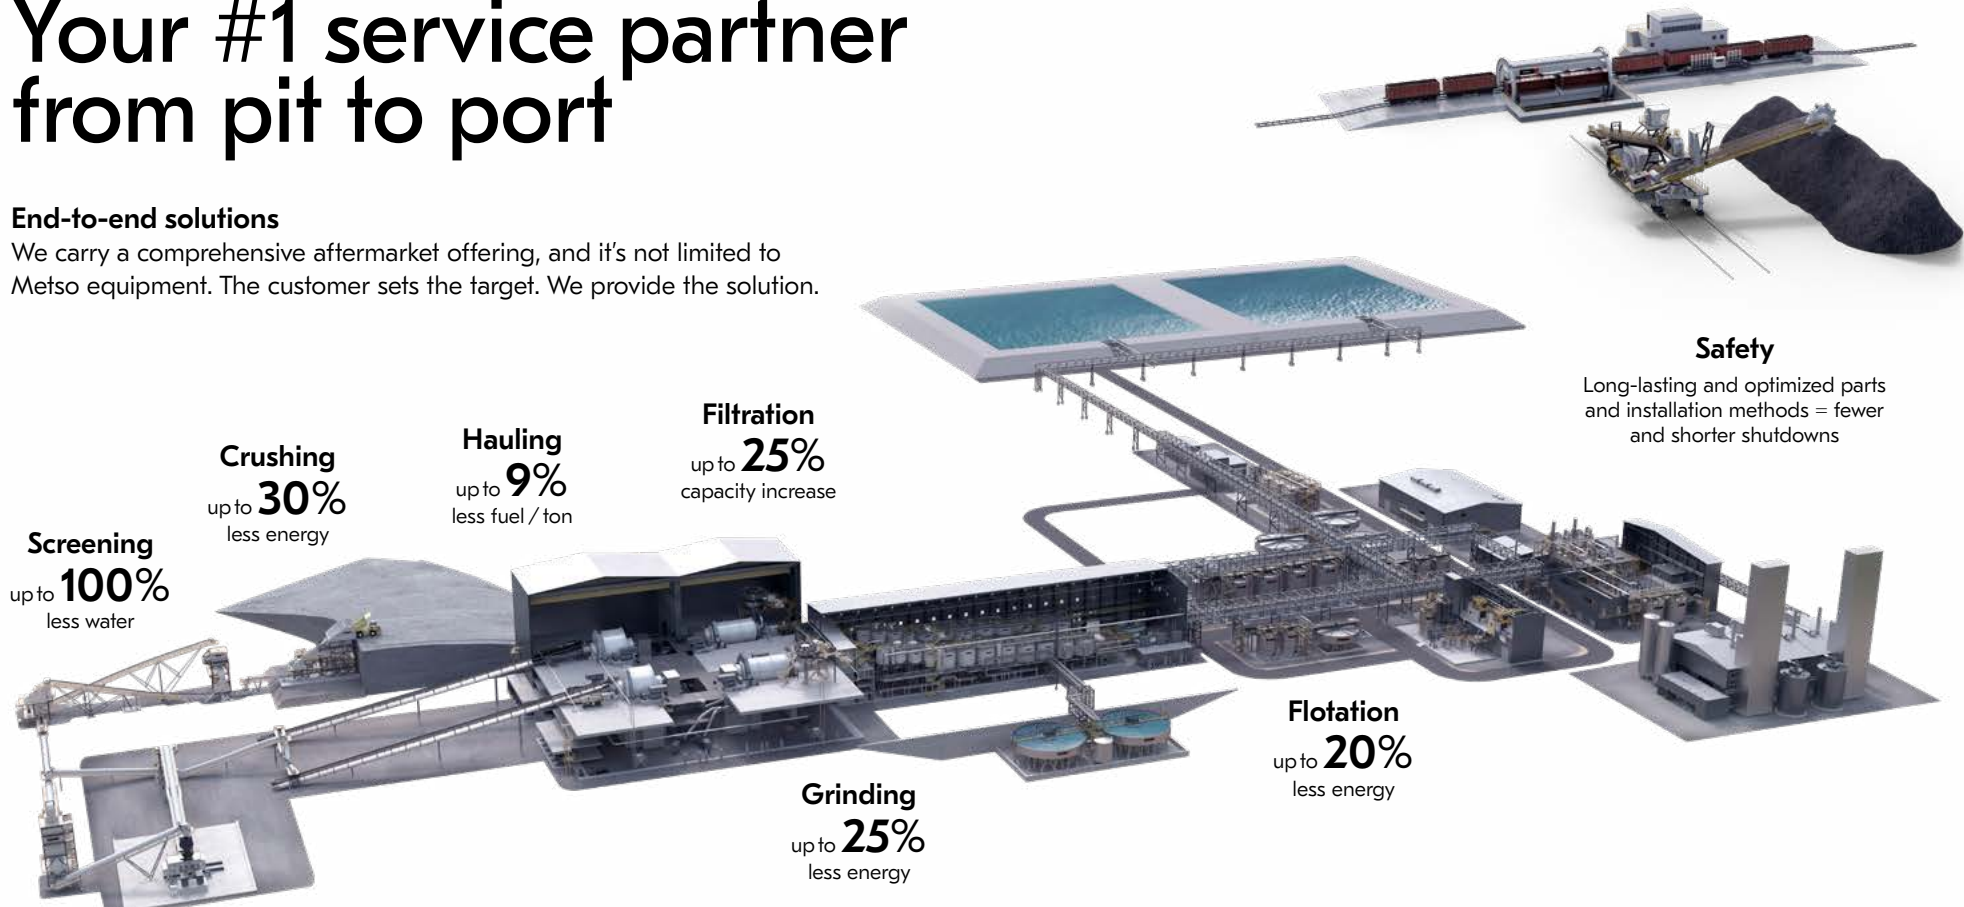 Your #1 service partner
from pit to port
End-to-end solutions
We carry a comprehensive aftermarket offering, and it's not limited to
Metso equipment. The customer sets the target. We provide the solution.
Safety
Long-lasting and optimized parts
and installation methods = fewer
and shorter shutdowns
Filtration
up to 25%
capacity increase
Hauling
up to 9%
less fuel / ton
Crushing
up to 30%
less energy
Screening
up to 100%
less water
Flotation
up to 20%
less energy
Grinding
up to 25%
less energy